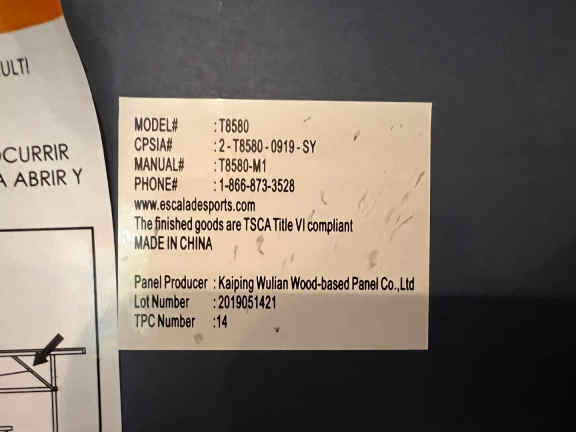 ULTI
OCURRIR
A ABRIR Y
MODEL# : T8580
CPSIA# : 2 - T8580 - 0919 - SY
MANUAL# : T8580-M1
PHONE# : 1-866-873-3528
www.escaladesports.com
The finished goods are TSCA Title VI compliant
MADE IN CHINA
Panel Producer : Kaiping Wulian Wood-based Panel Co.,Ltd
Lot Number : 2019051421
TPC Number :14